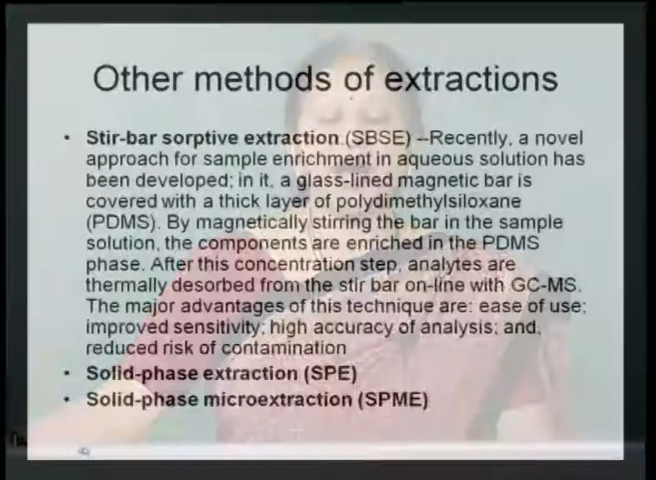 Other methods of extractions
• Stir-bar sorptive extraction (SBSE) –Recently, a novel
approach for sample enrichment in aqueous solution has
been developed; in it, a glass-lined magnetic bar is
covered with a thick layer of polydimethylsiloxane
(PDMS). By magnetically stirring the bar in the sample
solution, the components are enriched in the PDMS
phase. After this concentration step, analytes are
thermally desorbed from the stir bar on-line with GC-MS.
The major advantages of this technique are: ease of use;
improved sensitivity; high accuracy of analysis; and,
reduced risk of contamination
• Solid-phase extraction (SPE)
• Solid-phase microextraction (SPME)